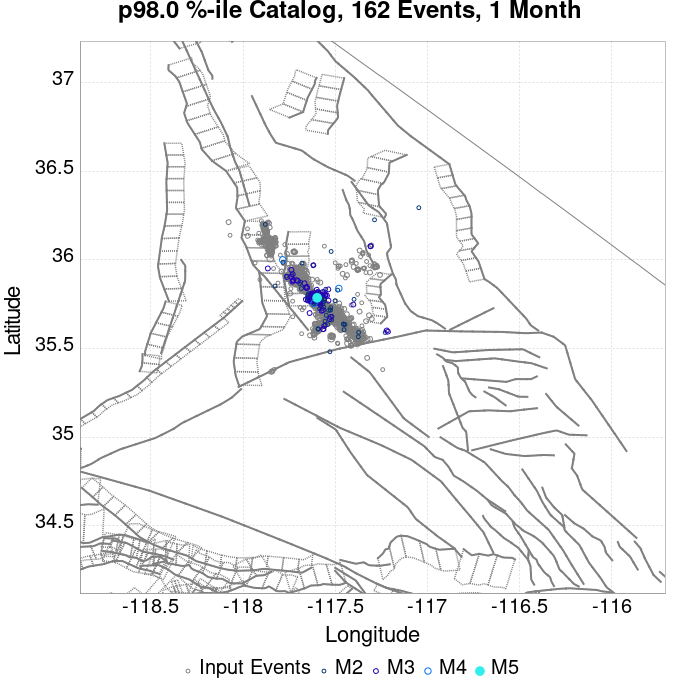 p98.0 %-ile Catalog, 162 Events, 1 Month
37
36.5
36
35.5
35
34.5
Latitude
-118.5 -118 -117.5 -117 -116.5 -116
Longitude
Input Events M2 M3 M4 M5